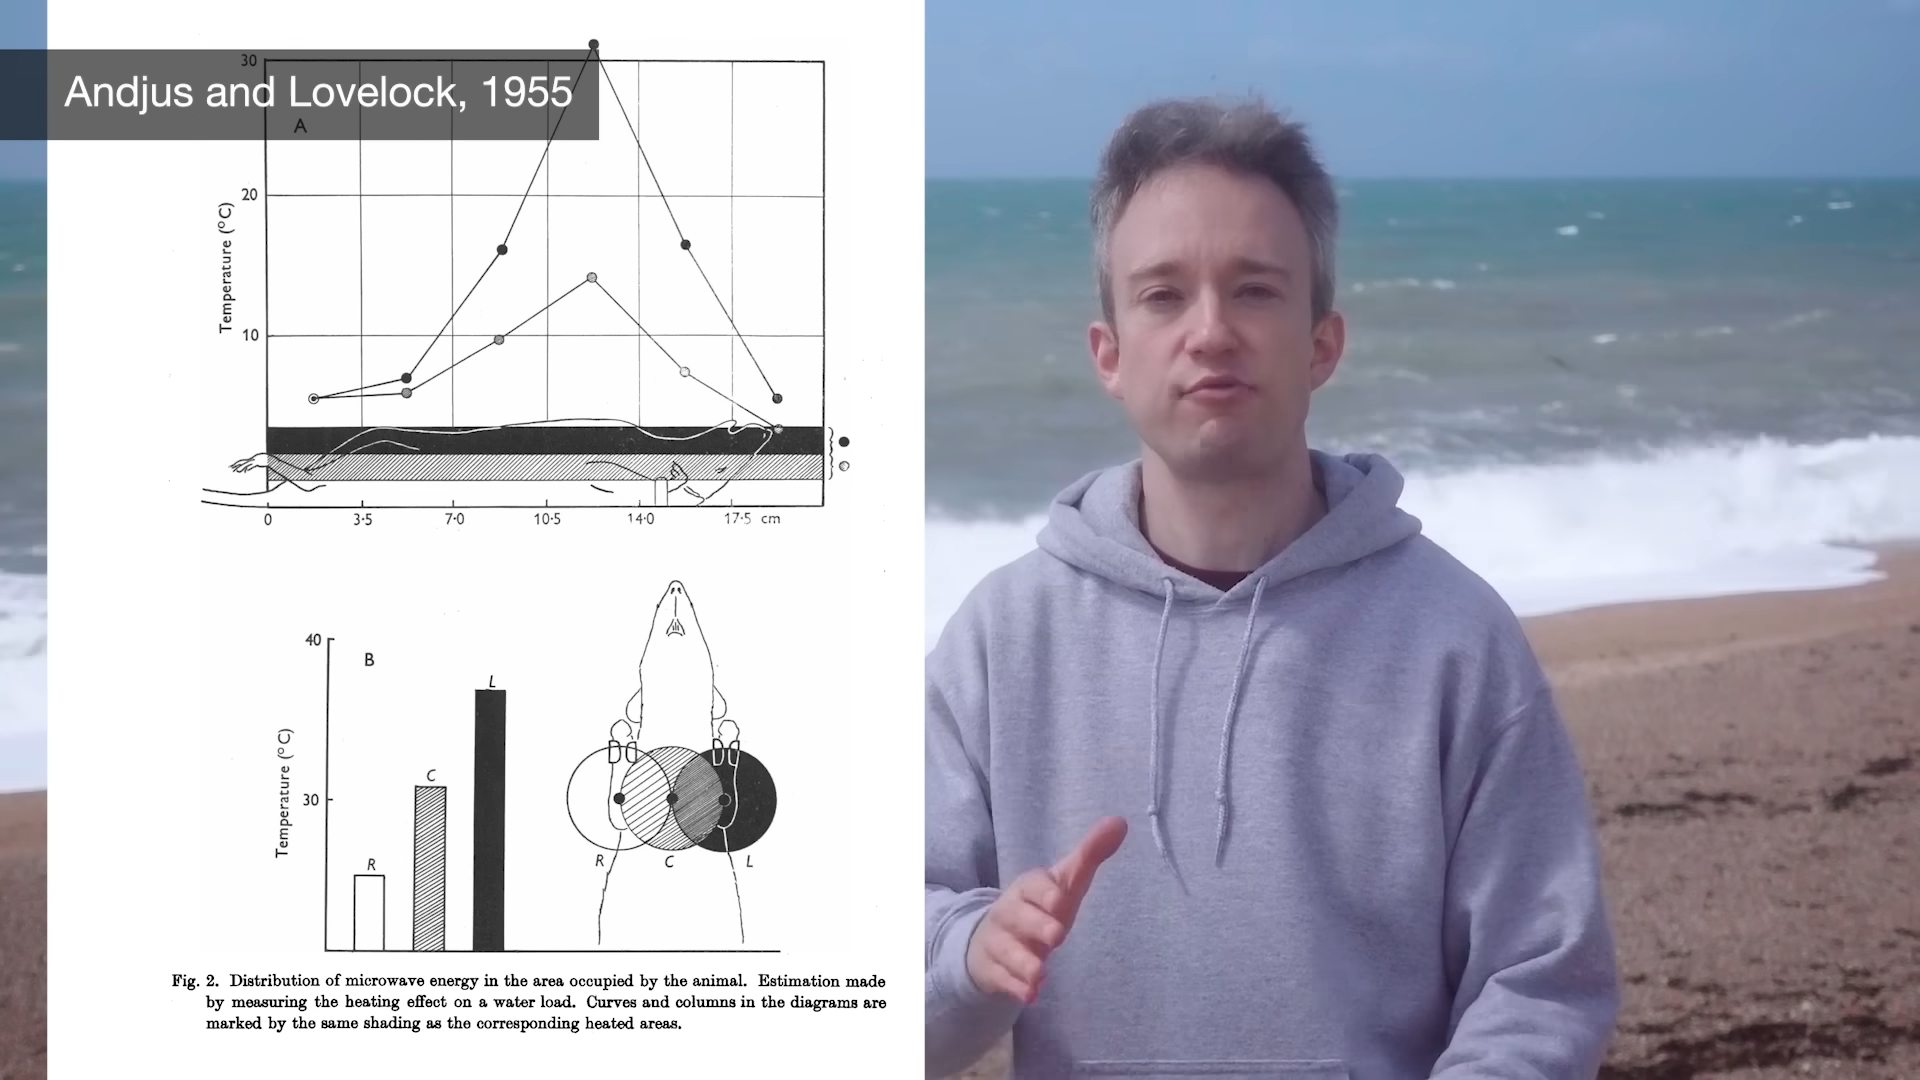 Andjus and Lovelock, 1955
30
A
20
Temperature (°C)
10
0 3·5 7·0 10·5 14·0 17·5 cm
40
B
L
C
Temperature (°C)
30
R
R C L
Fig. 2. Distribution of microwave energy in the area occupied by the animal. Estimation made
by measuring the heating effect on a water load. Curves and columns in the diagrams are
marked by the same shading as the corresponding heated areas.